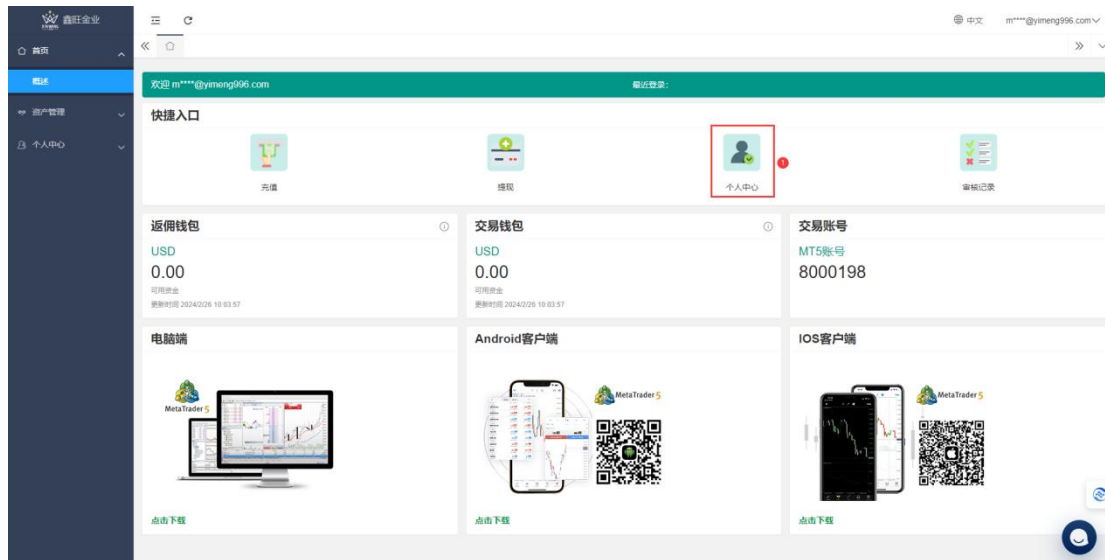 鑫旺金业
中文 m****@yimeng996.com
首页
概述
欢迎 m****@yimeng996.com 最近登录:
资产管理
快捷入口
个人中心
1
充值 提现 个人中心 审核记录
返佣钱包 交易钱包 交易账号
USD USD MT5账号
0.00 0.00 8000198
可用资金 可用资金
更新时间 2024/2/26 10:03:57 更新时间 2024/2/26 10:03:57
电脑端 Android客户端 IOS客户端
MetaTrader 5 MetaTrader 5 MetaTrader 5
点击下载 点击下载 点击下载